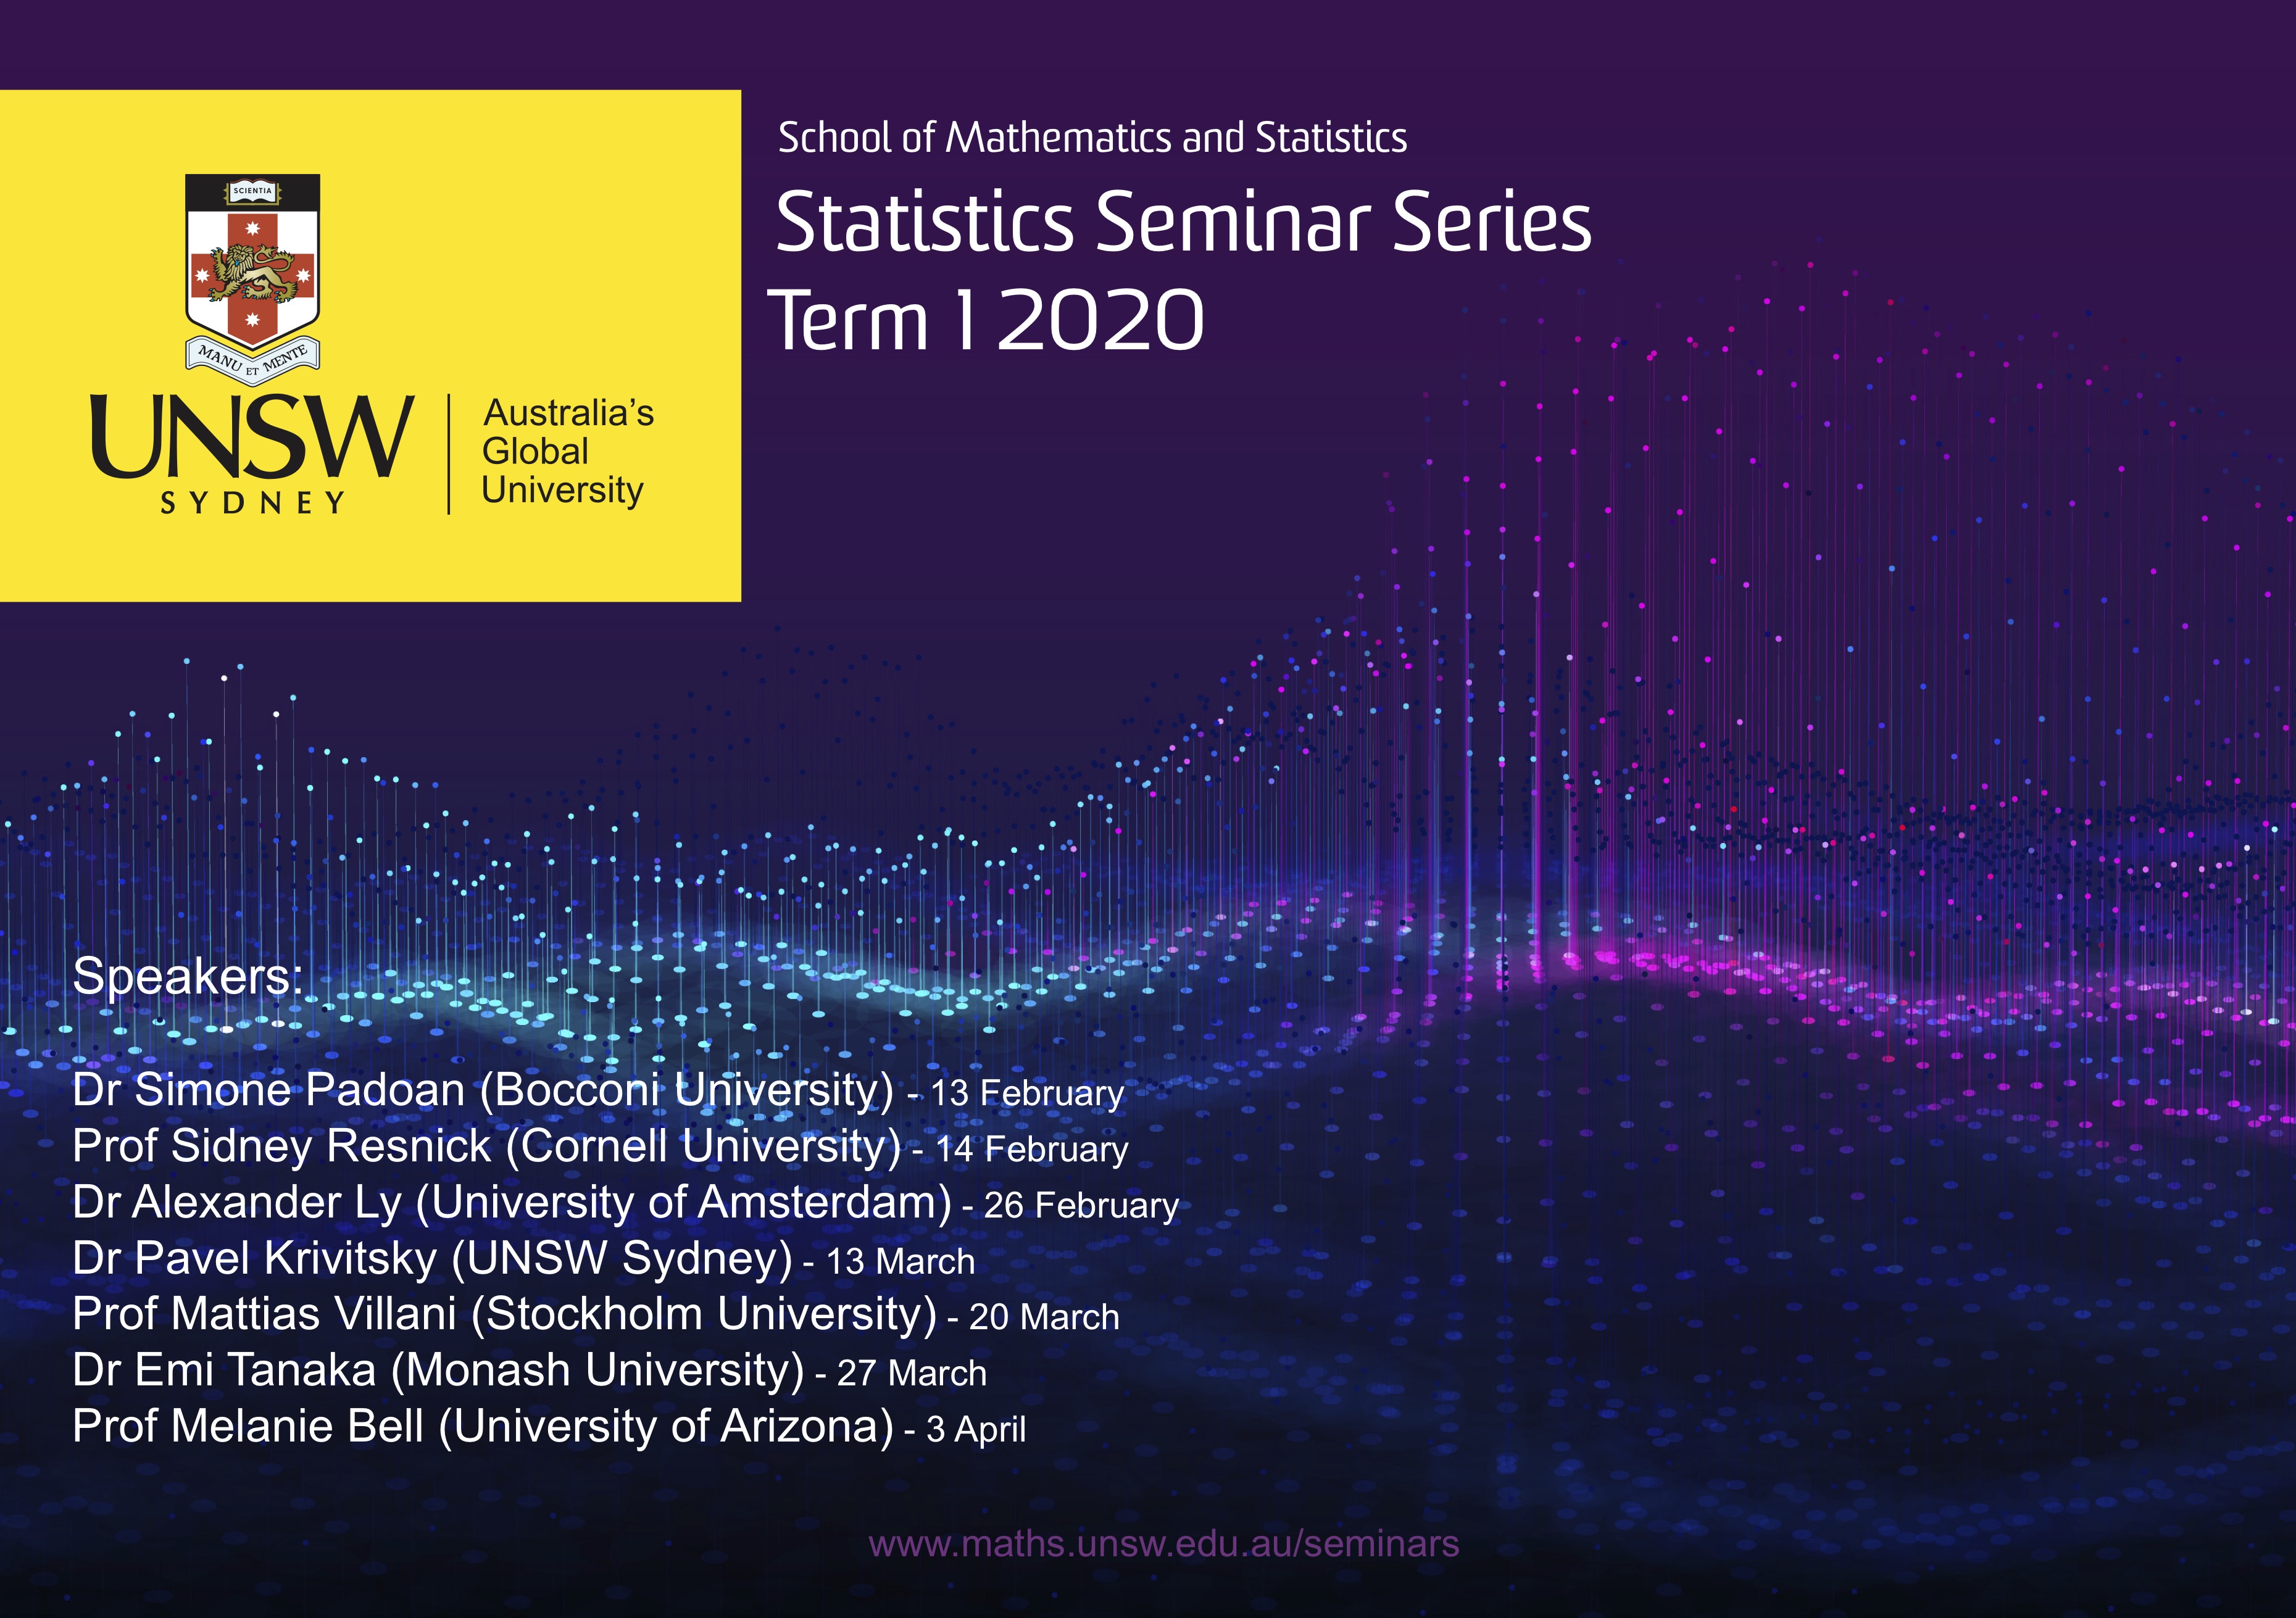 SCIENTIA
MANU ET MENTE
UNSW
SYDNEY
Australia’s
Global
University
School of Mathematics and Statistics
Statistics Seminar Series
Term 1 2020
Speakers:
Dr Simone Padoan (Bocconi University) - 13 February
Prof Sidney Resnick (Cornell University) - 14 February
Dr Alexander Ly (University of Amsterdam) - 26 February
Dr Pavel Krivitsky (UNSW Sydney) - 13 March
Prof Mattias Villani (Stockholm University) - 20 March
Dr Emi Tanaka (Monash University) - 27 March
Prof Melanie Bell (University of Arizona) - 3 April
www.maths.unsw.edu.au/seminars